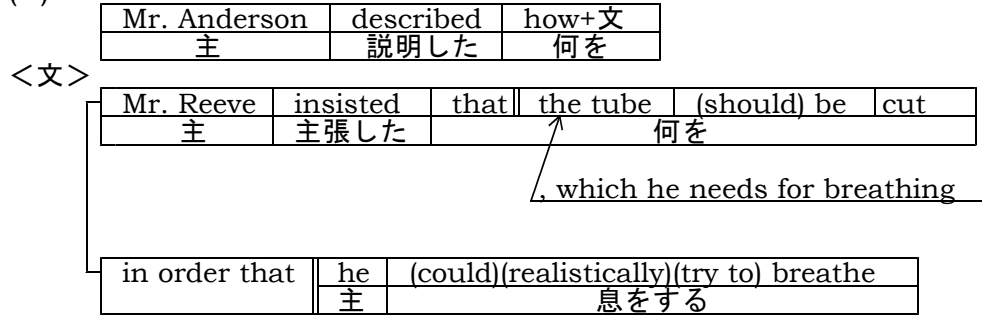 Mr. Anderson described how+文
主 説明した 何を
＜文＞
Mr. Reeve insisted that the tube (should) be cut
主 主張した 何を
, which he needs for breathing
in order that he (could)(realistically)(try to) breathe
主 息をする